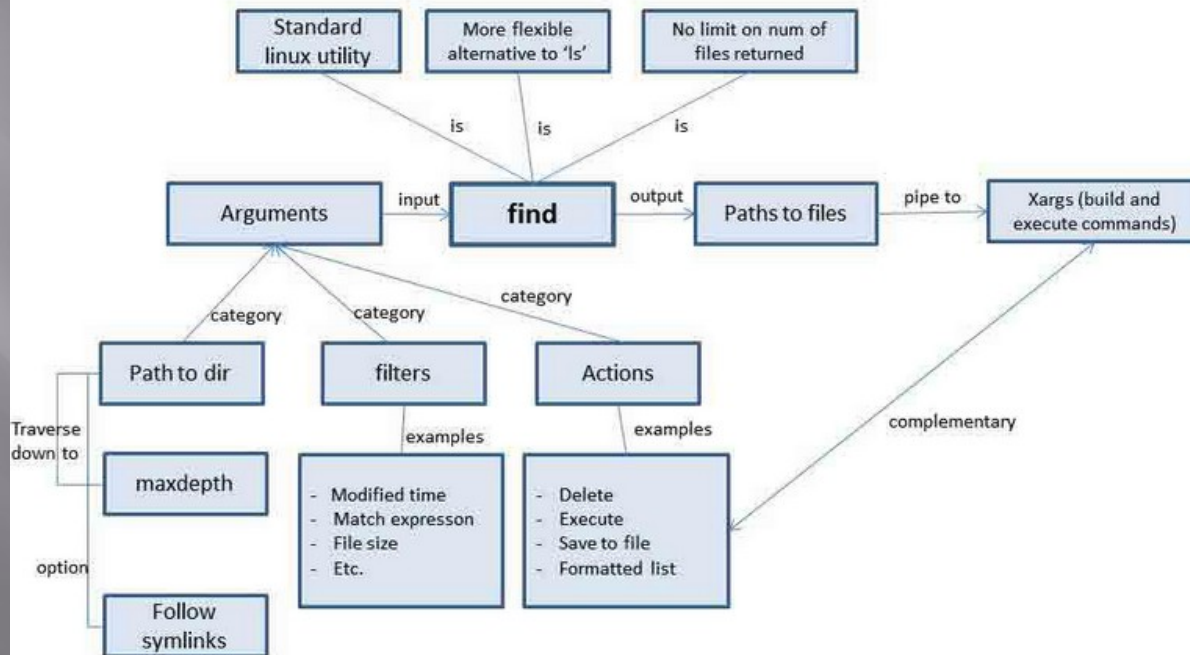 Standard
linux utility
More flexible
alternative to 'ls'
No limit on num of
files returned
is
is
is
Arguments
input
find
output
Paths to files
pipe to
Xargs (build and
execute commands)
category
category
category
Path to dir
filters
Actions
Traverse
down to
examples
examples
complementary
maxdepth
- Modified time
- Match expresson
- File size
- Etc.
- Delete
- Execute
- Save to file
- Formatted list
option
Follow
symlinks